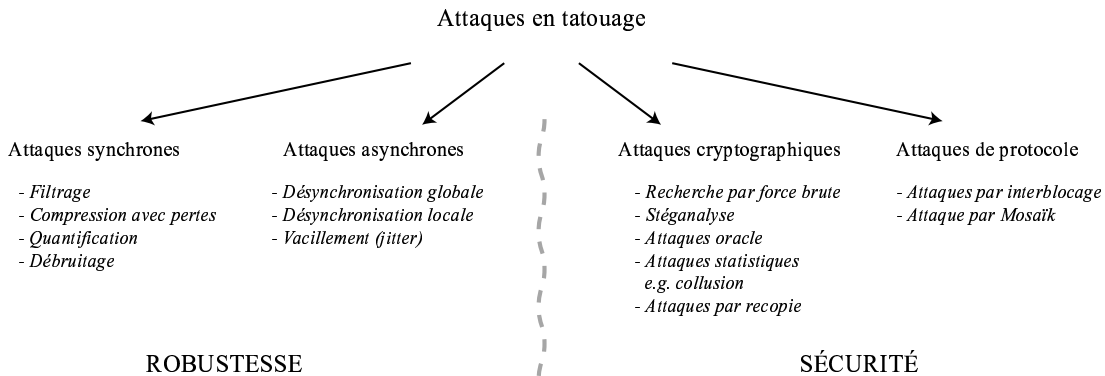 Attaques en tatouage
Attaques synchrones
- Filtrage
- Compression avec pertes
- Quantification
- Débruitage
Attaques asynchrones
- Désynchronisation globale
- Désynchronisation locale
- Vacillement (jitter)
Attaques cryptographiques
- Recherche par force brute
- Stéganalyse
- Attaques oracle
- Attaques statistiques
e.g. collusion
- Attaques par recopie
Attaques de protocole
- Attaques par interblocage
- Attaque par Mosaïk
ROBUSTESSE
SÉCURITÉ